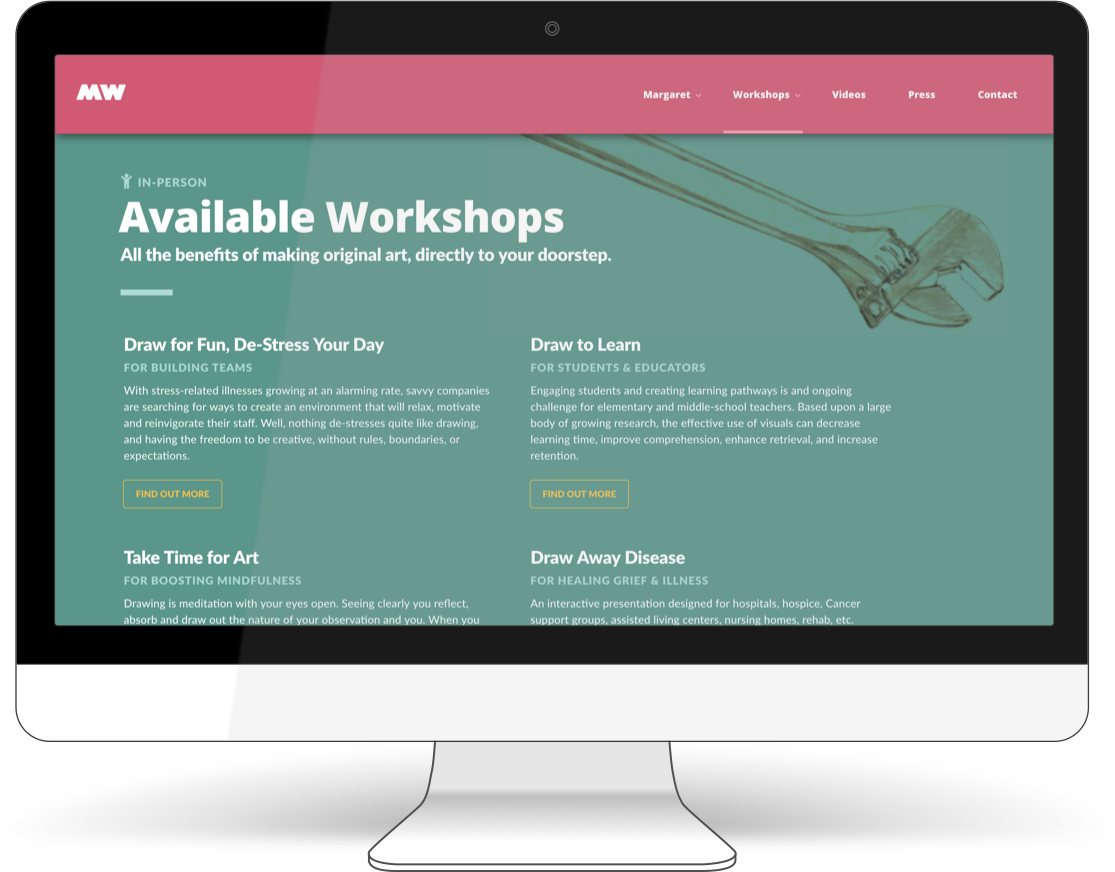 MW
Margaret Workshops Videos Press Contact
IN-PERSON
Available Workshops
All the benefits of making original art, directly to your doorstep.
Draw for Fun, De-Stress Your Day
FOR BUILDING TEAMS
With stress-related illnesses growing at an alarming rate, savvy companies
are searching for ways to create an environment that will relax, motivate
and reinvigorate their staff. Well, nothing de-stresses quite like drawing,
and having the freedom to be creative, without rules, boundaries, or
expectations.
FIND OUT MORE
Draw to Learn
FOR STUDENTS & EDUCATORS
Engaging students and creating learning pathways is and ongoing
challenge for elementary and middle-school teachers. Based upon a large
body of growing research, the effective use of visuals can decrease
learning time, improve comprehension, enhance retrieval, and increase
retention.
FIND OUT MORE
Take Time for Art
FOR BOOSTING MINDFULNESS
Drawing is meditation with your eyes open. Seeing clearly you reflect,
absorb and draw out the nature of your observation and you. When you
Draw Away Disease
FOR HEALING GRIEF & ILLNESS
An interactive presentation designed for hospitals, hospice, Cancer
support groups, assisted living centers, nursing homes, rehab, etc.